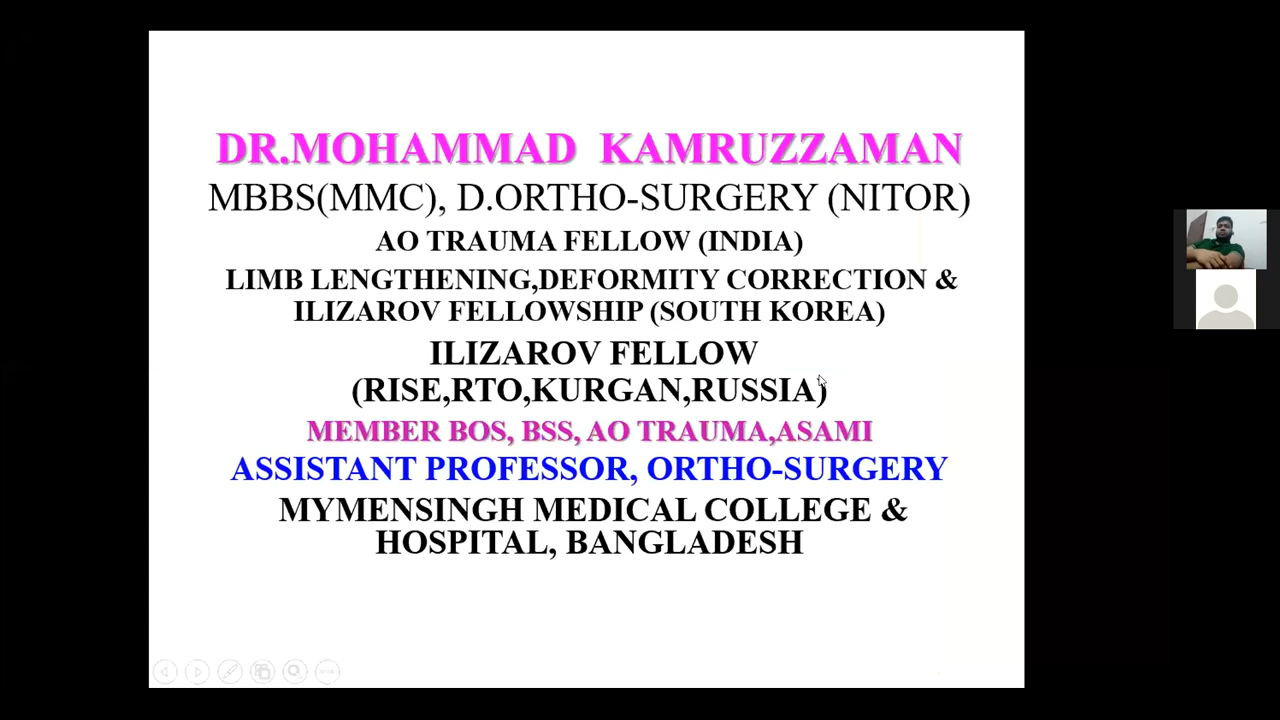 DR.MOHAMMAD KAMRUZZAMAN
MBBS(MMC), D.ORTHO-SURGERY (NITOR)
AO TRAUMA FELLOW (INDIA)
LIMB LENGTHENING,DEFORMITY CORRECTION &
ILIZAROV FELLOWSHIP (SOUTH KOREA)
ILIZAROV FELLOW
(RISE,RTO,KURGAN,RUSSIA)
MEMBER BOS, BSS, AO TRAUMA,ASAMI
ASSISTANT PROFESSOR, ORTHO-SURGERY
MYMENSINGH MEDICAL COLLEGE &
HOSPITAL, BANGLADESH